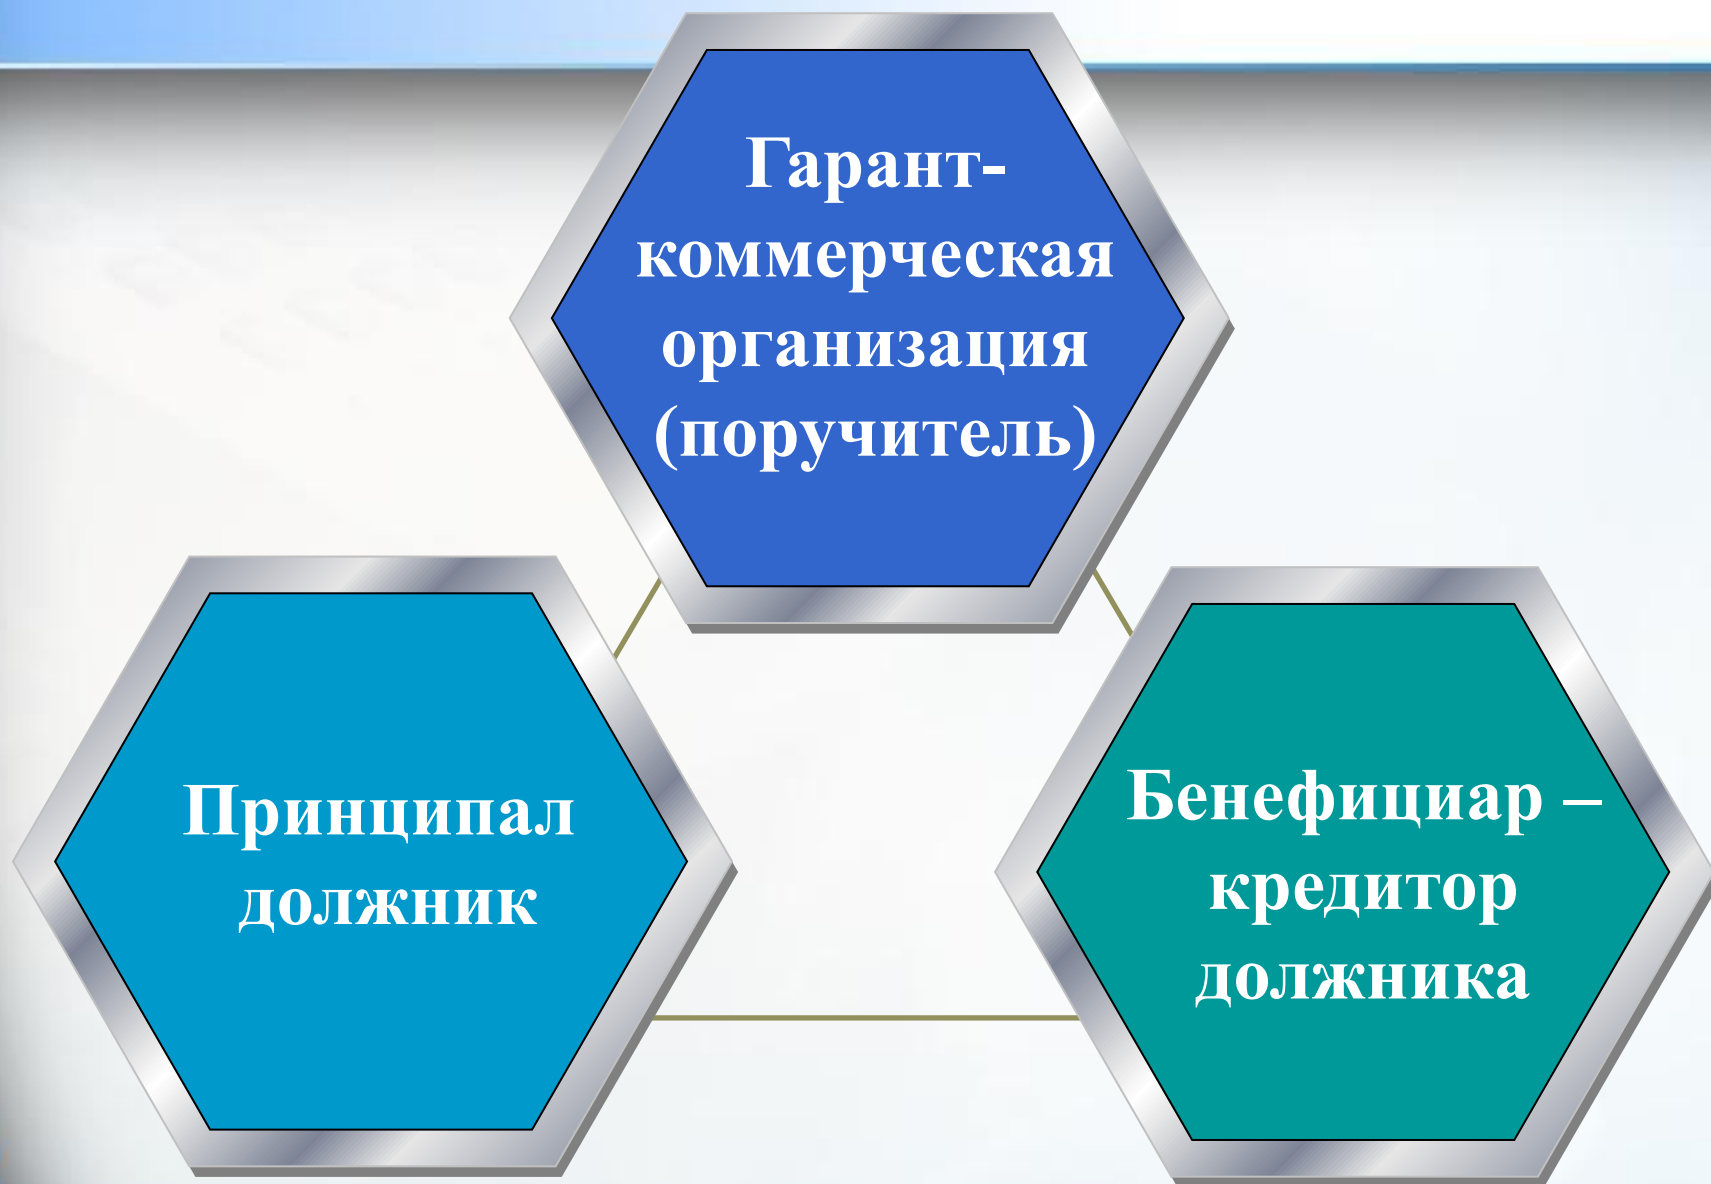 Гарант-
коммерческая
организация
(поручитель)
Принципал
должник
Бенефициар –
кредитор
должника